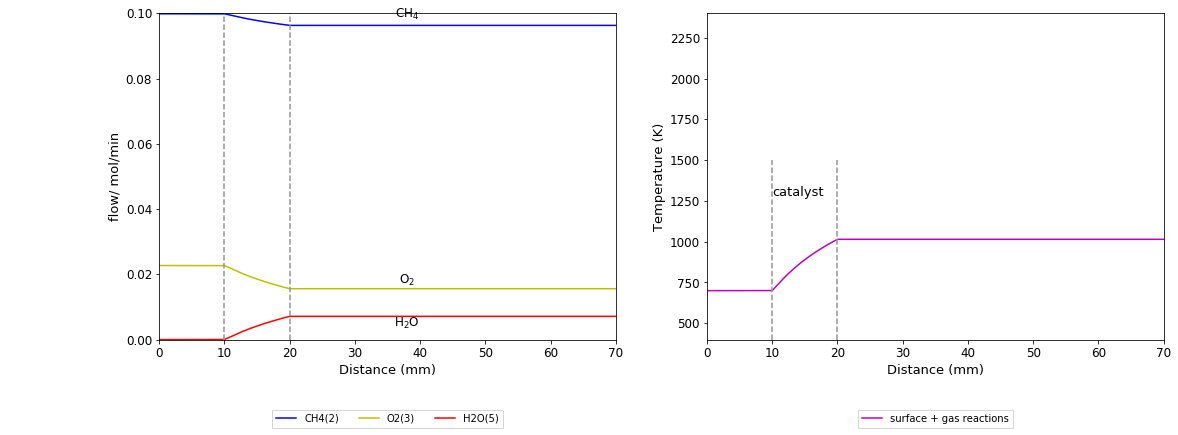 0.10
0.08
0.06
0.04
0.02
0.00
flow/ mol/min
CH₄
O₂
H₂O
0 10 20 30 40 50 60 70
Distance (mm)
CH4(2) O2(3) H2O(5)
2250
2000
1750
1500
1250
1000
750
500
Temperature (K)
catalyst
0 10 20 30 40 50 60 70
Distance (mm)
surface + gas reactions